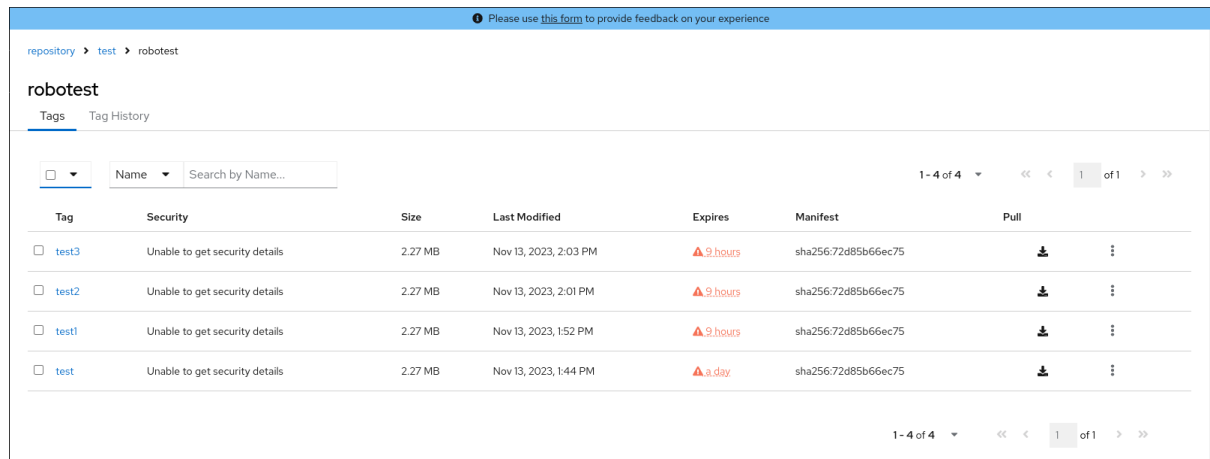 Please use this form to provide feedback on your experience
repository > test > robotest
robotest
Tags Tag History
Name Search by Name... 1 - 4 of 4 << < 1 of 1 > >>
Tag Security Size Last Modified Expires Manifest Pull
test3 Unable to get security details 2.27 MB Nov 13, 2023, 2:03 PM 9 hours sha256:72d85b66ec75
test2 Unable to get security details 2.27 MB Nov 13, 2023, 2:01 PM 9 hours sha256:72d85b66ec75
test1 Unable to get security details 2.27 MB Nov 13, 2023, 1:52 PM 9 hours sha256:72d85b66ec75
test Unable to get security details 2.27 MB Nov 13, 2023, 1:44 PM a day sha256:72d85b66ec75
1 - 4 of 4 << < 1 of 1 > >>